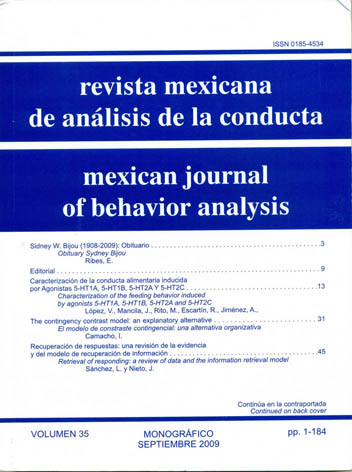 ISSN 0185-4534
revista mexicana
de análisis de la conducta
mexican journal
of behavior analysis
Sidney W. Bijou (1908-2009): Obituario ................................................3
Obituary Sydney Bijou
Ribes, E.
Editorial ................................................................................9
Caracterización de la conducta alimentaria inducida
por Agonistas 5-HT1A, 5-HT1B, 5-HT2A Y 5-HT2C ................................13
Characterization of the feeding behavior induced
by agonists 5-HT1A, 5-HT1B, 5-HT2A and 5-HT2C
López, V., Mancila, J., Rito, M., Escartín, R., Jiménez, A.,
The contingency contrast model: an explanatory alternative ........................ 31
El modelo de constraste contingencial: una alternativa organizativa
Camacho, I.
Recuperación de respuestas: una revisión de la evidencia
y del modelo de recuperación de información ........................................45
Retrieval of responding: a review of data and the information retrieval model
Sánchez, L. y Nieto, J.
Continúa en la contraportada
Continued on back cover
VOLUMEN 35 MONOGRÁFICO pp. 1-184
SEPTIEMBRE 2009